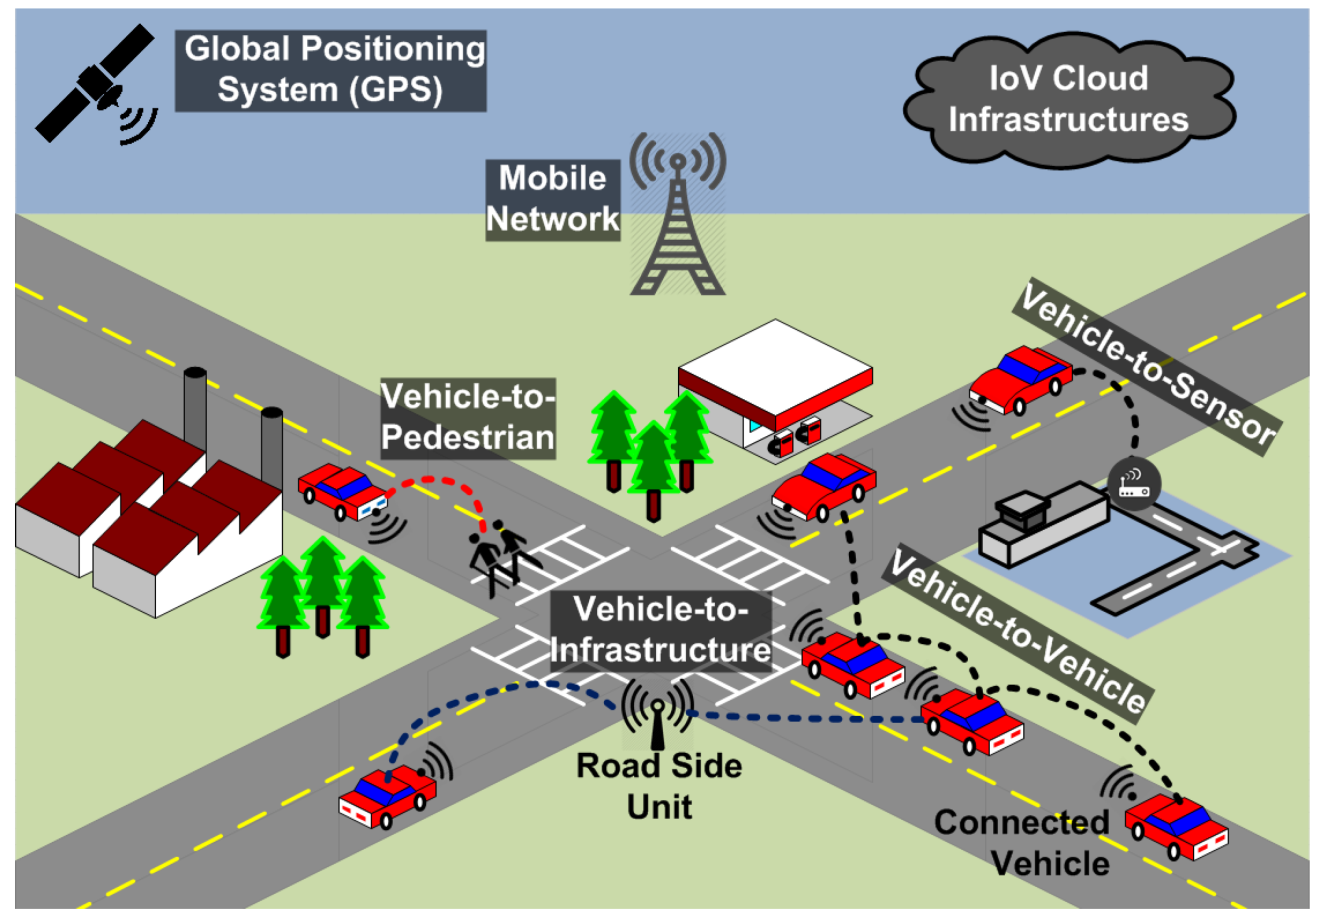 Global Positioning
System (GPS)
IoV Cloud
Infrastructures
Mobile
Network
Vehicle-to-Sensor
Vehicle-to-
Pedestrian
Vehicle-to-Vehicle
Vehicle-to-
Infrastructure
Road Side
Unit
Connected
Vehicle